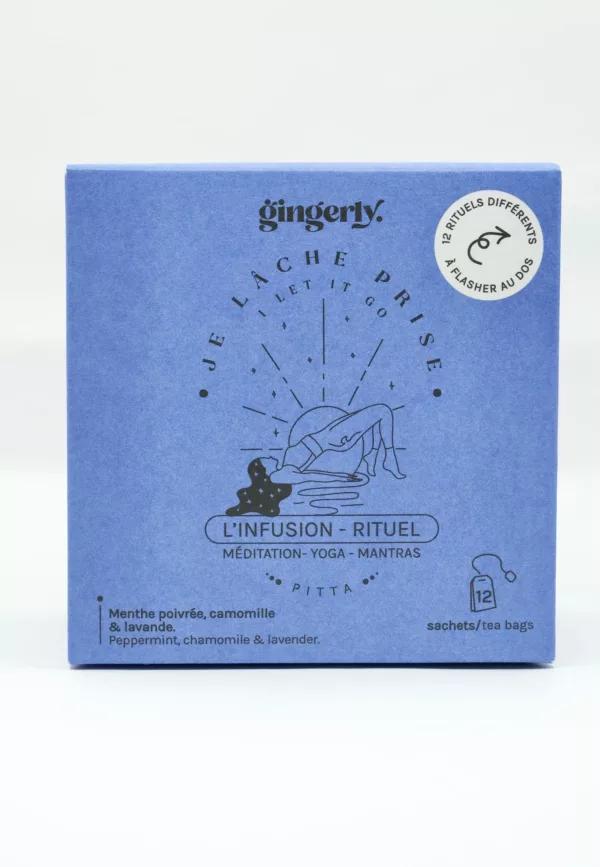 gingerly.
12 RITUELS DIFFÉRENTS
À FLASHER AU DOS
JE LÂCHE PRISE
I LET IT GO
L'INFUSION - RITUEL
MÉDITATION- YOGA - MANTRAS
PITTA
Menthe poivrée, camomille
& lavande.
Peppermint, chamomile & lavender.
12
sachets/tea bags